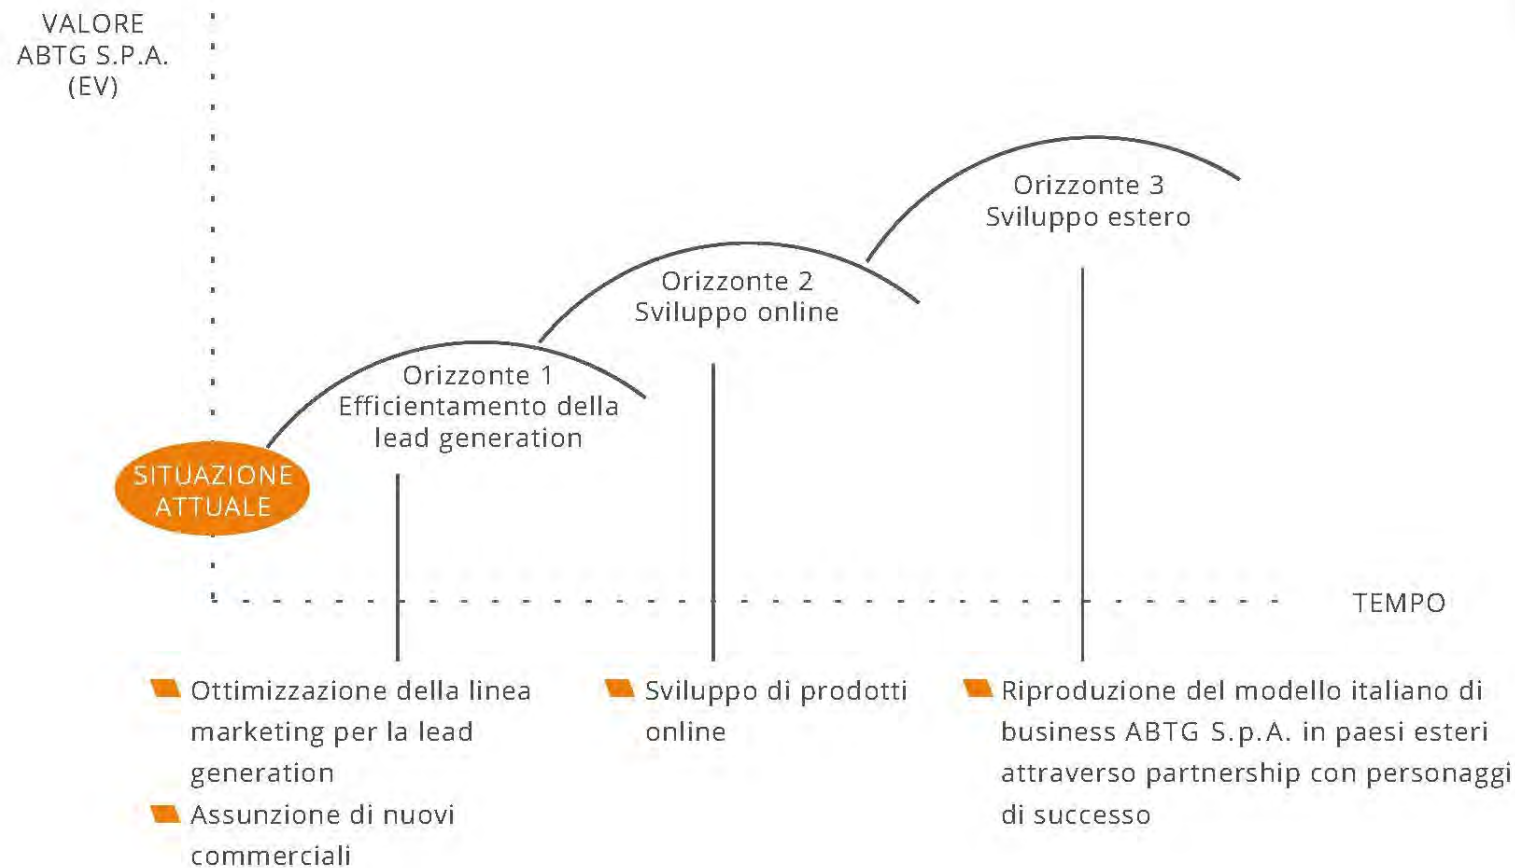 VALORE
ABTG S.P.A.
(EV)
Orizzonte 3
Sviluppo estero
Orizzonte 2
Sviluppo online
Orizzonte 1
Efficientamento della
lead generation
SITUAZIONE
ATTUALE
TEMPO
Ottimizzazione della linea
marketing per la lead
generation
Assunzione di nuovi
commerciali
Sviluppo di prodotti
online
Riproduzione del modello italiano di
business ABTG S.p.A. in paesi esteri
attraverso partnership con personaggi
di successo